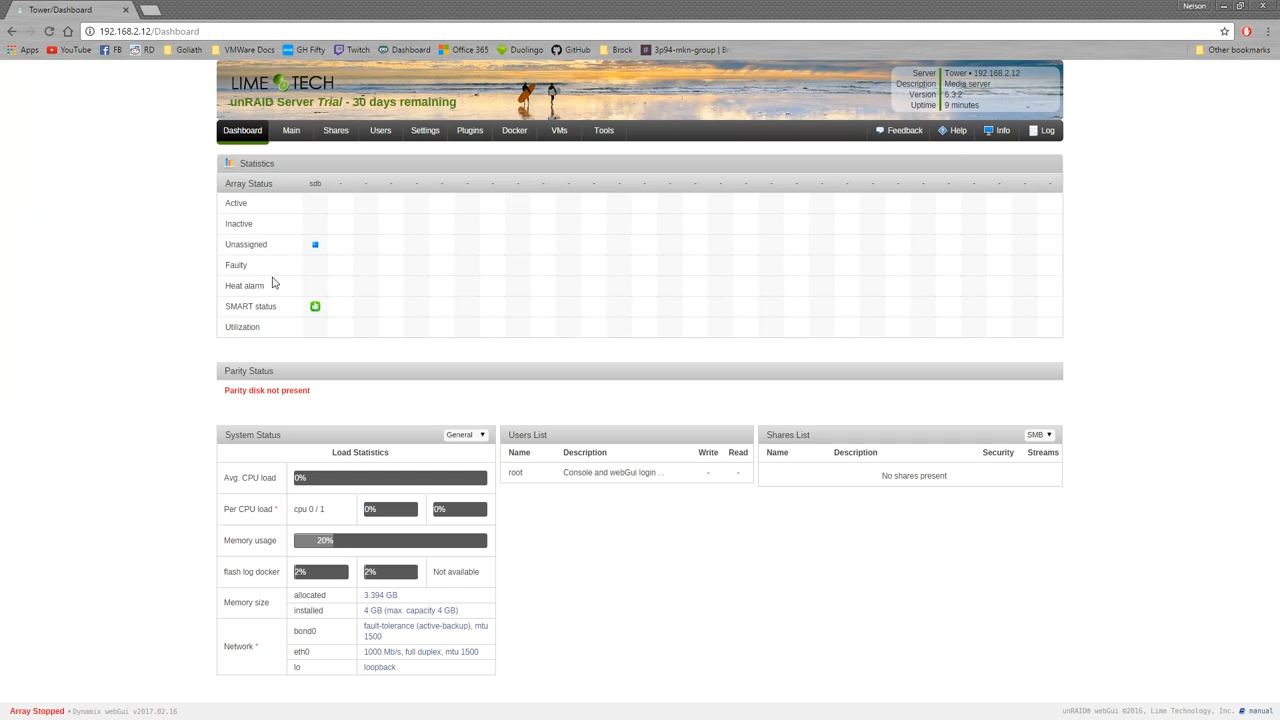 Tower/Dashboard
Nelson
192.168.2.12/Dashboard
Apps YouTube FB RD Goliath VMWare Docs GH Fifty Twitch Dashboard Office 365 Duolingo GitHub Brock 3p94-mkn-group | Br Other bookmarks
LIME TECH
unRAID Server Trial - 30 days remaining
Server Tower • 192.168.2.12
Description Media server
Version 6.3.2
Uptime 9 minutes
Dashboard Main Shares Users Settings Plugins Docker VMs Tools Feedback Help Info Log
Statistics
Array Status sdb - - - - - - - - - - - - - - - - - - - - - - - - - - - - -
Active
Inactive
Unassigned
Faulty
Heat alarm
SMART status
Utilization
Parity Status
Parity disk not present
System Status General
Load Statistics
Avg. CPU load 0%
Per CPU load * cpu 0 / 1 0% 0%
Memory usage 20%
flash log docker 2% 2% Not available
Memory size allocated 3.394 GB
installed 4 GB (max. capacity 4 GB)
Network * bond0 fault-tolerance (active-backup), mtu 1500
eth0 1000 Mb/s, full duplex, mtu 1500
lo loopback
Users List
Name Description Write Read
root Console and webGui login ... - -
Shares List SMB
Name Description Security Streams
No shares present
Array Stopped • Dynamix webGui v2017.02.16
unRAID® webGui ©2016, Lime Technology, Inc. manual